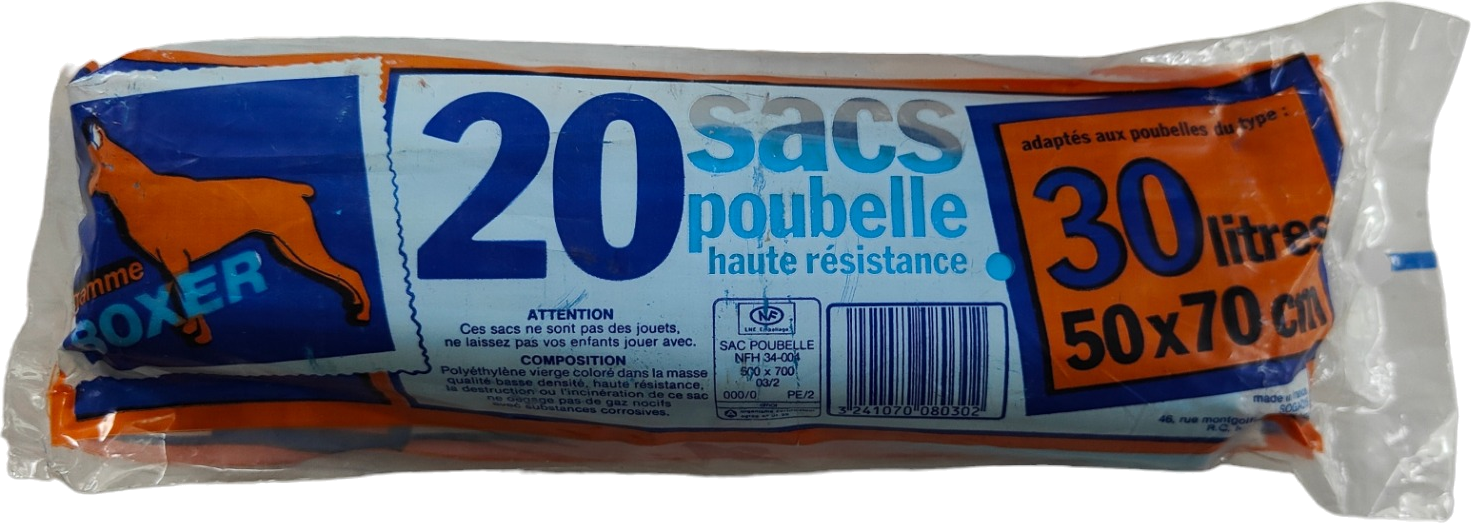 gamme
BOXER
20 sacs
poubelle
haute résistance
adaptés aux poubelles du type :
30 litres
50x70 cm
ATTENTION
Ces sacs ne sont pas des jouets,
ne laissez pas vos enfants jouer avec.
COMPOSITION
Polyéthylène vierge coloré dans la masse
qualité basse densité, haute résistance,
la destruction ou l'incinération de ce sac
ne dégage pas de gaz nocifs
avec substances corrosives.
NF
LNE Emballage
SAC POUBELLE
NFH 34-004
500 x 700
03/2
000/0 PE/2
3 241070 080302
made
46, rue
R.C.